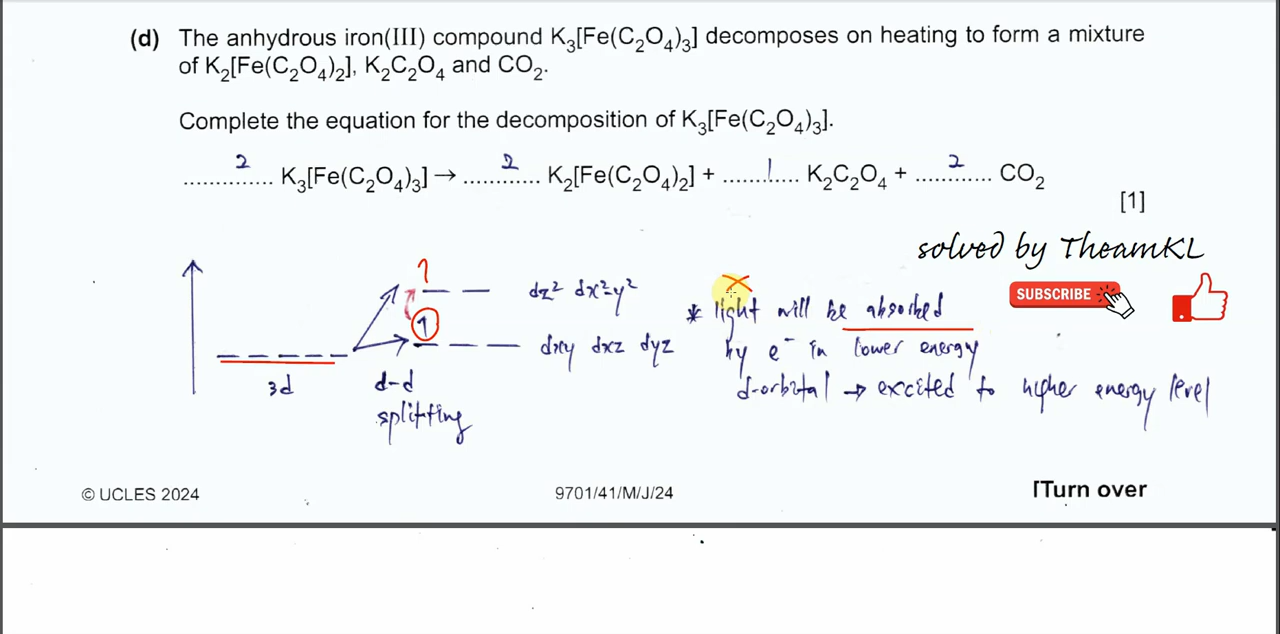 (d) The anhydrous iron(III) compound K₃[Fe(C₂O₄)₃] decomposes on heating to form a mixture
of K₂[Fe(C₂O₄)₂], K₂C₂O₄ and CO₂.
Complete the equation for the decomposition of K₃[Fe(C₂O₄)₃].
2 K₃[Fe(C₂O₄)₃] → 2 K₂[Fe(C₂O₄)₂] + 1 K₂C₂O₄ + 2 CO₂
[1]
solved by TheamKL
SUBSCRIBE
dz² dx²-y²
* light will be absorbed
dxy dxz dyz
by e⁻ in lower energy
3d
d-d
splitting
d-orbital → excited to higher energy level
© UCLES 2024
9701/41/M/J/24
[Turn over